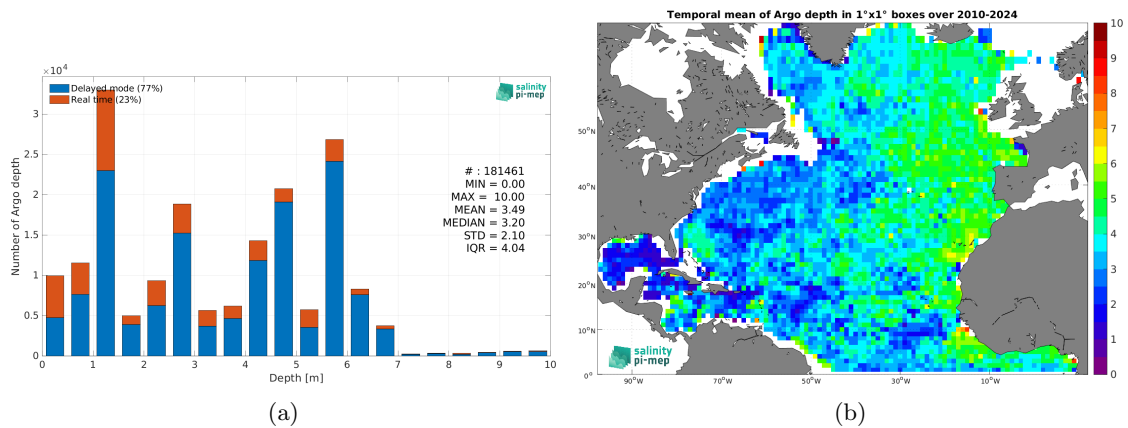 ×10⁴
Delayed mode (77%)
Real time (23%)
salinity
pi-mep
# : 181461
MIN = 0.00
MAX = 10.00
MEAN = 3.49
MEDIAN = 3.20
STD = 2.10
IQR = 4.04
Number of Argo depth
3
2.5
2
1.5
1
0.5
0
0 1 2 3 4 5 6 7 8 9 10
Depth [m]
(a)
Temporal mean of Argo depth in 1°x1° boxes over 2010-2024
50°N
40°N
30°N
20°N
10°N
0°
90°W 70°W 50°W 30°W 10°W
salinity
pi-mep
10
9
8
7
6
5
4
3
2
1
0
(b)